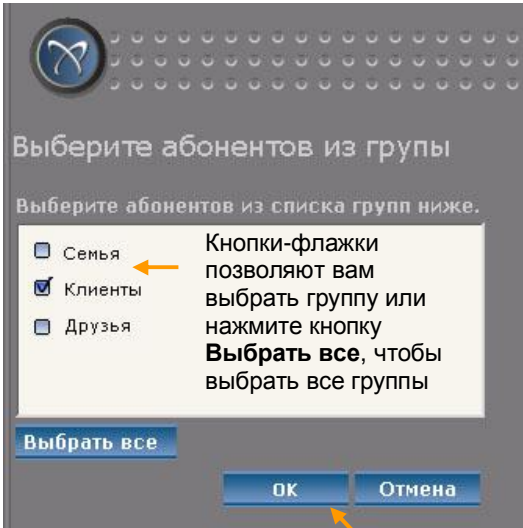 Выберите абонентов из групы
Выберите абонентов из списка групп ниже.
Семья
Клиенты
Друзья
Кнопки-флажки
позволяют вам
выбрать группу или
нажмите кнопку
Выбрать все, чтобы
выбрать все группы
Выбрать все
OK
Отмена